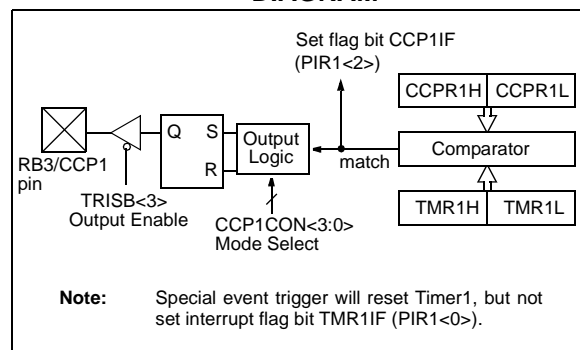 DIAGRAM
Set flag bit CCP1IF
(PIR1<2>)
CCPR1H CCPR1L
Q S
R
Output
Logic
match
Comparator
RB3/CCP1
pin
TRISB<3>
Output Enable
CCP1CON<3:0>
Mode Select
TMR1H TMR1L
Note: Special event trigger will reset Timer1, but not
set interrupt flag bit TMR1IF (PIR1<0>).